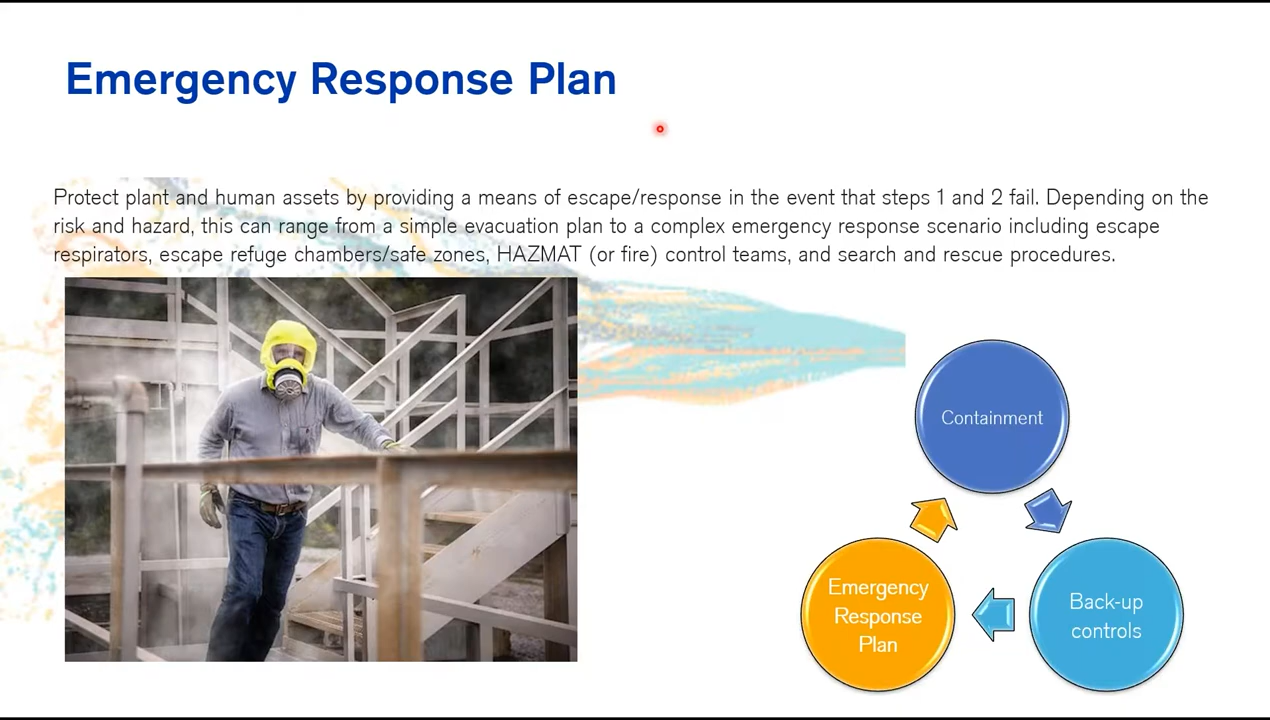 Emergency Response Plan
Protect plant and human assets by providing a means of escape/response in the event that steps 1 and 2 fail. Depending on the
risk and hazard, this can range from a simple evacuation plan to a complex emergency response scenario including escape
respirators, escape refuge chambers/safe zones, HAZMAT (or fire) control teams, and search and rescue procedures.
Containment
Emergency
Response
Plan
Back-up
controls